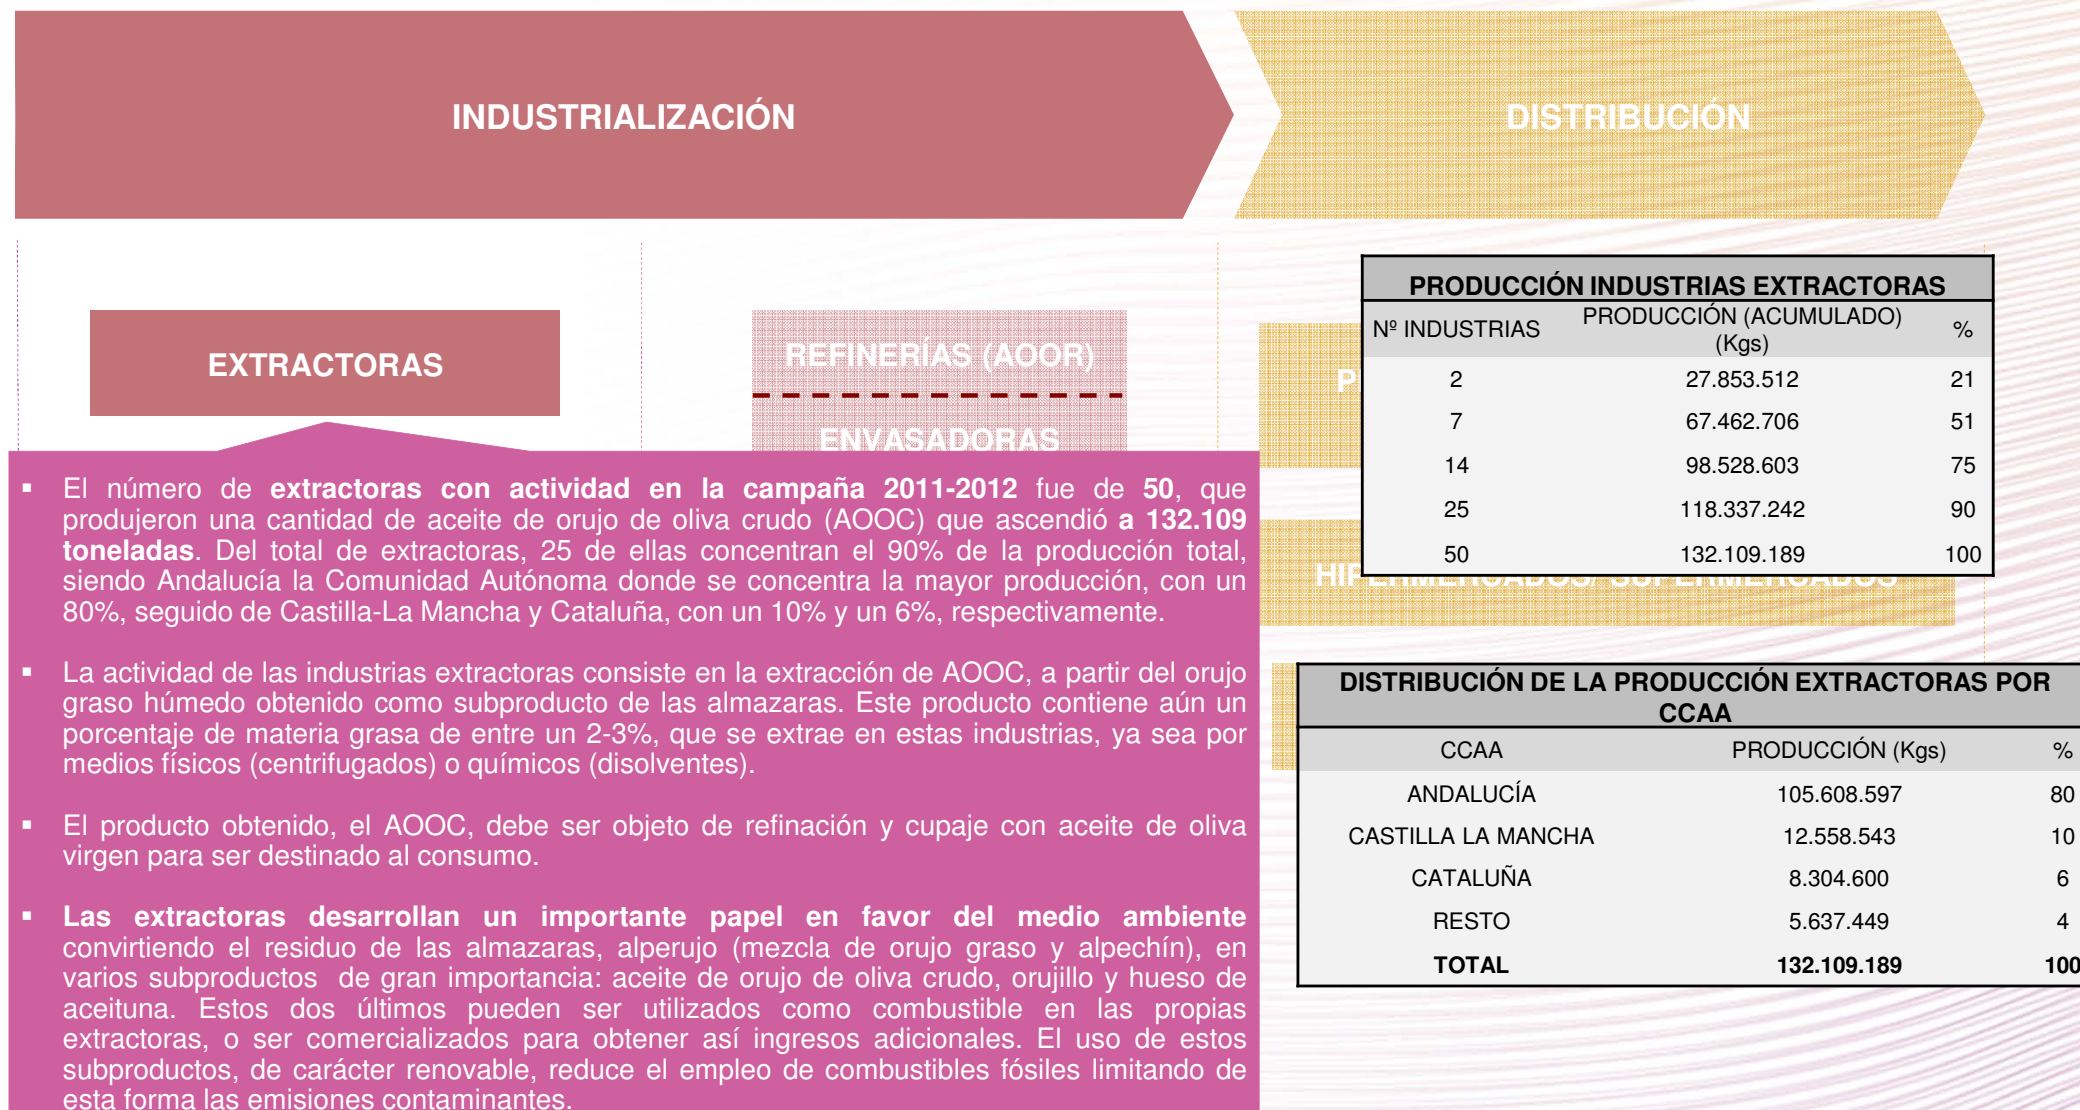 INDUSTRIALIZACIÓN
DISTRIBUCIÓN
EXTRACTORAS
REFINERÍAS (AOOR)
ENVASADORAS
▪ El número de extractoras con actividad en la campaña 2011-2012 fue de 50, que
produjeron una cantidad de aceite de orujo de oliva crudo (AOOC) que ascendió a 132.109
toneladas. Del total de extractoras, 25 de ellas concentran el 90% de la producción total,
siendo Andalucía la Comunidad Autónoma donde se concentra la mayor producción, con un
80%, seguido de Castilla-La Mancha y Cataluña, con un 10% y un 6%, respectivamente.
▪ La actividad de las industrias extractoras consiste en la extracción de AOOC, a partir del orujo
graso húmedo obtenido como subproducto de las almazaras. Este producto contiene aún un
porcentaje de materia grasa de entre un 2-3%, que se extrae en estas industrias, ya sea por
medios físicos (centrifugados) o químicos (disolventes).
▪ El producto obtenido, el AOOC, debe ser objeto de refinación y cupaje con aceite de oliva
virgen para ser destinado al consumo.
▪ Las extractoras desarrollan un importante papel en favor del medio ambiente
convirtiendo el residuo de las almazaras, alperujo (mezcla de orujo graso y alpechín), en
varios subproductos de gran importancia: aceite de orujo de oliva crudo, orujillo y hueso de
aceituna. Estos dos últimos pueden ser utilizados como combustible en las propias
extractoras, o ser comercializados para obtener así ingresos adicionales. El uso de estos
subproductos, de carácter renovable, reduce el empleo de combustibles fósiles limitando de
esta forma las emisiones contaminantes.
PRODUCCIÓN INDUSTRIAS EXTRACTORAS
Nº INDUSTRIAS PRODUCCIÓN (ACUMULADO) (Kgs) %
2 27.853.512 21
7 67.462.706 51
14 98.528.603 75
25 118.337.242 90
50 132.109.189 100
HIPERMERCADOS/ SUPERMERCADOS
DISTRIBUCIÓN DE LA PRODUCCIÓN EXTRACTORAS POR
CCAA
CCAA PRODUCCIÓN (Kgs) %
ANDALUCÍA 105.608.597 80
CASTILLA LA MANCHA 12.558.543 10
CATALUÑA 8.304.600 6
RESTO 5.637.449 4
TOTAL 132.109.189 100